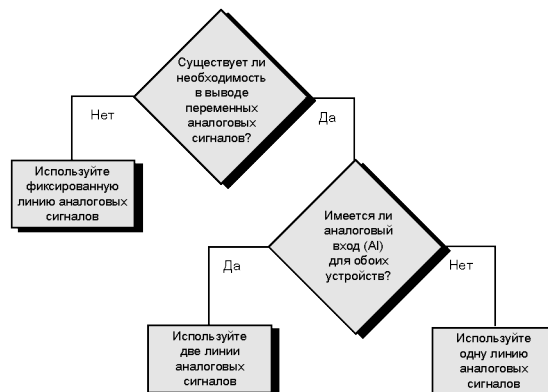 Существует ли
необходимость
в выводе
переменных
аналоговых
сигналов?
Нет
Да
Используйте
фиксированную
линию аналоговых
сигналов
Имеется ли
аналоговый
вход (AI)
для обоих
устройств?
Да
Нет
Используйте
две линии
аналоговых
сигналов
Используйте
одну линию
аналоговых
сигналов